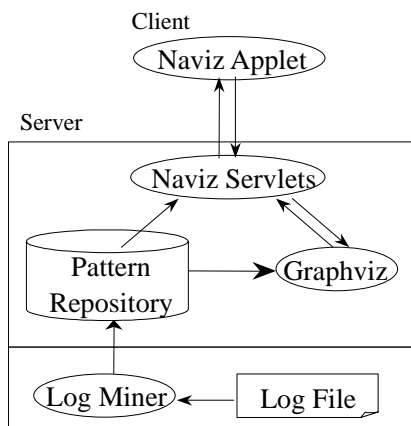 Client
Naviz Applet
Server
Naviz Servlets
Pattern
Repository
Graphviz
Log Miner
Log File